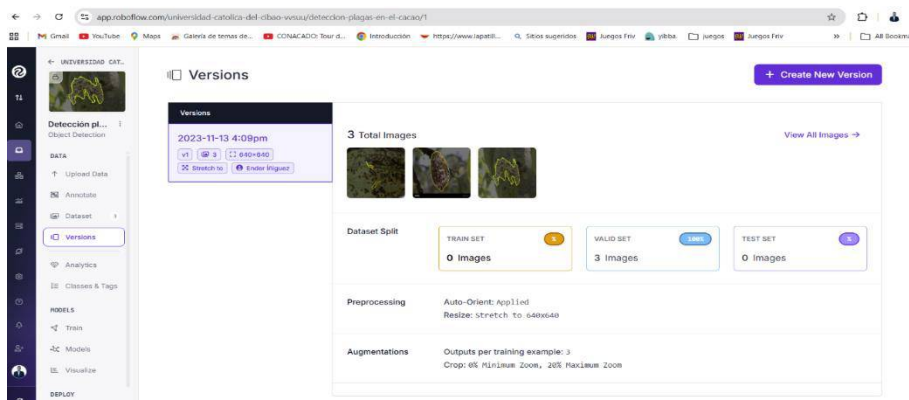 app.roboflow.com/universidad-catolica-del-cibao-vvsuu/deteccion-plagas-en-el-cacao/1
Gmail YouTube Maps Galería de temas de... CONACADO| Tour d... Introducción https://www.lapatill... Sitios sugeridos Juegos Friv yibba juegos Juegos Friv » All Bookm
← UNIVERSIDAD CAT...
Detección pl...
Object Detection
DATA
Upload Data
Annotate
Dataset 3
Versions
Analytics
Classes & Tags
MODELS
Train
Models
Visualize
DEPLOY
Versions
+ Create New Version
Versions
2023-11-13 4:09pm
v1 3 640×640
Stretch to Ender Iñiguez
3 Total Images
View All Images →
Dataset Split
TRAIN SET %
0 Images
VALID SET 100%
3 Images
TEST SET %
0 Images
Preprocessing
Auto-Orient: Applied
Resize: Stretch to 640x640
Augmentations
Outputs per training example: 3
Crop: 0% Minimum Zoom, 20% Maximum Zoom